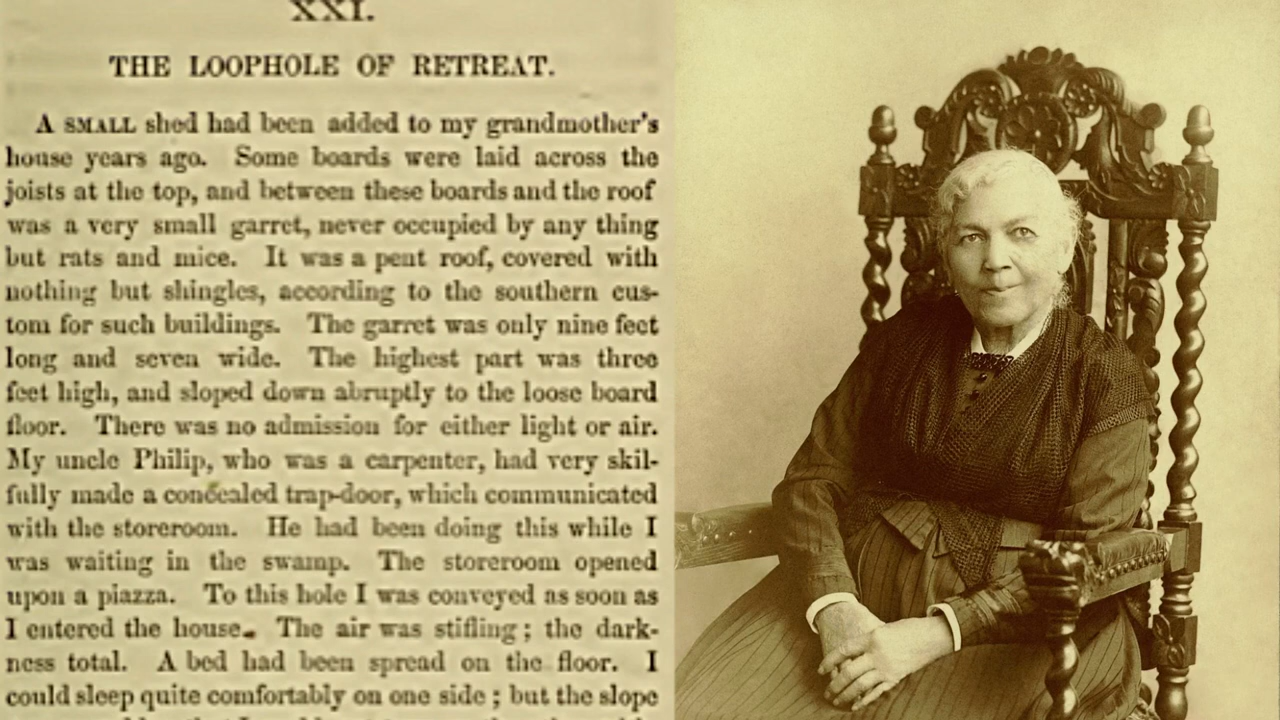 XXI.
THE LOOPHOLE OF RETREAT.
A SMALL shed had been added to my grandmother's
house years ago. Some boards were laid across the
joists at the top, and between these boards and the roof
was a very small garret, never occupied by any thing
but rats and mice. It was a pent roof, covered with
nothing but shingles, according to the southern cus-
tom for such buildings. The garret was only nine feet
long and seven wide. The highest part was three
feet high, and sloped down abruptly to the loose board
floor. There was no admission for either light or air.
My uncle Philip, who was a carpenter, had very skil-
fully made a concealed trap-door, which communicated
with the storeroom. He had been doing this while I
was waiting in the swamp. The storeroom opened
upon a piazza. To this hole I was conveyed as soon as
I entered the house. The air was stifling; the dark-
ness total. A bed had been spread on the floor. I
could sleep quite comfortably on one side; but the slope